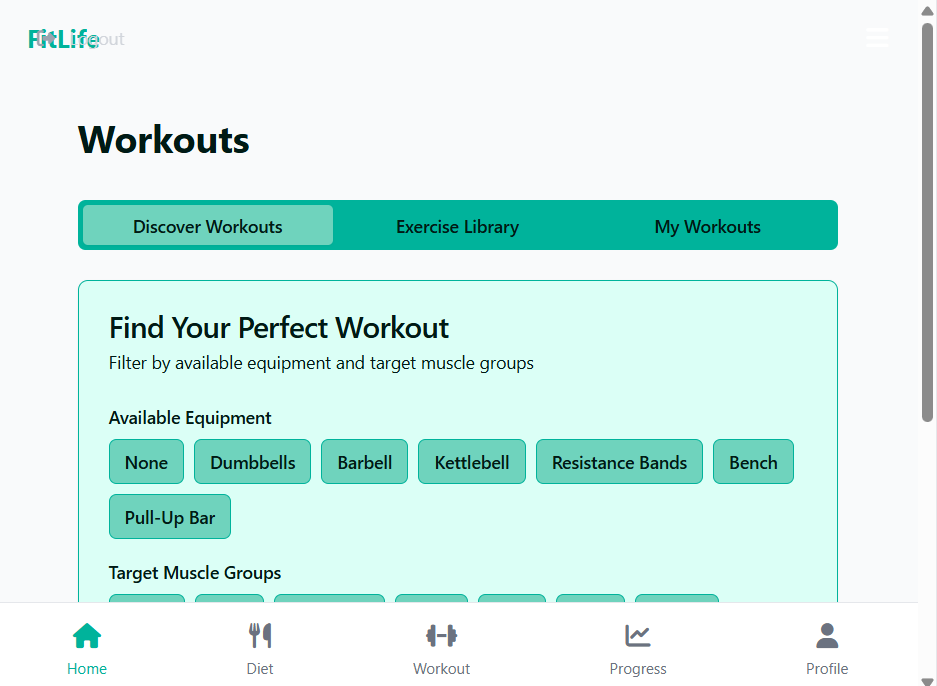 FitLife Logout
Workouts
Discover Workouts Exercise Library My Workouts
Find Your Perfect Workout
Filter by available equipment and target muscle groups
Available Equipment
None Dumbbells Barbell Kettlebell Resistance Bands Bench
Pull-Up Bar
Target Muscle Groups
Home Diet Workout Progress Profile